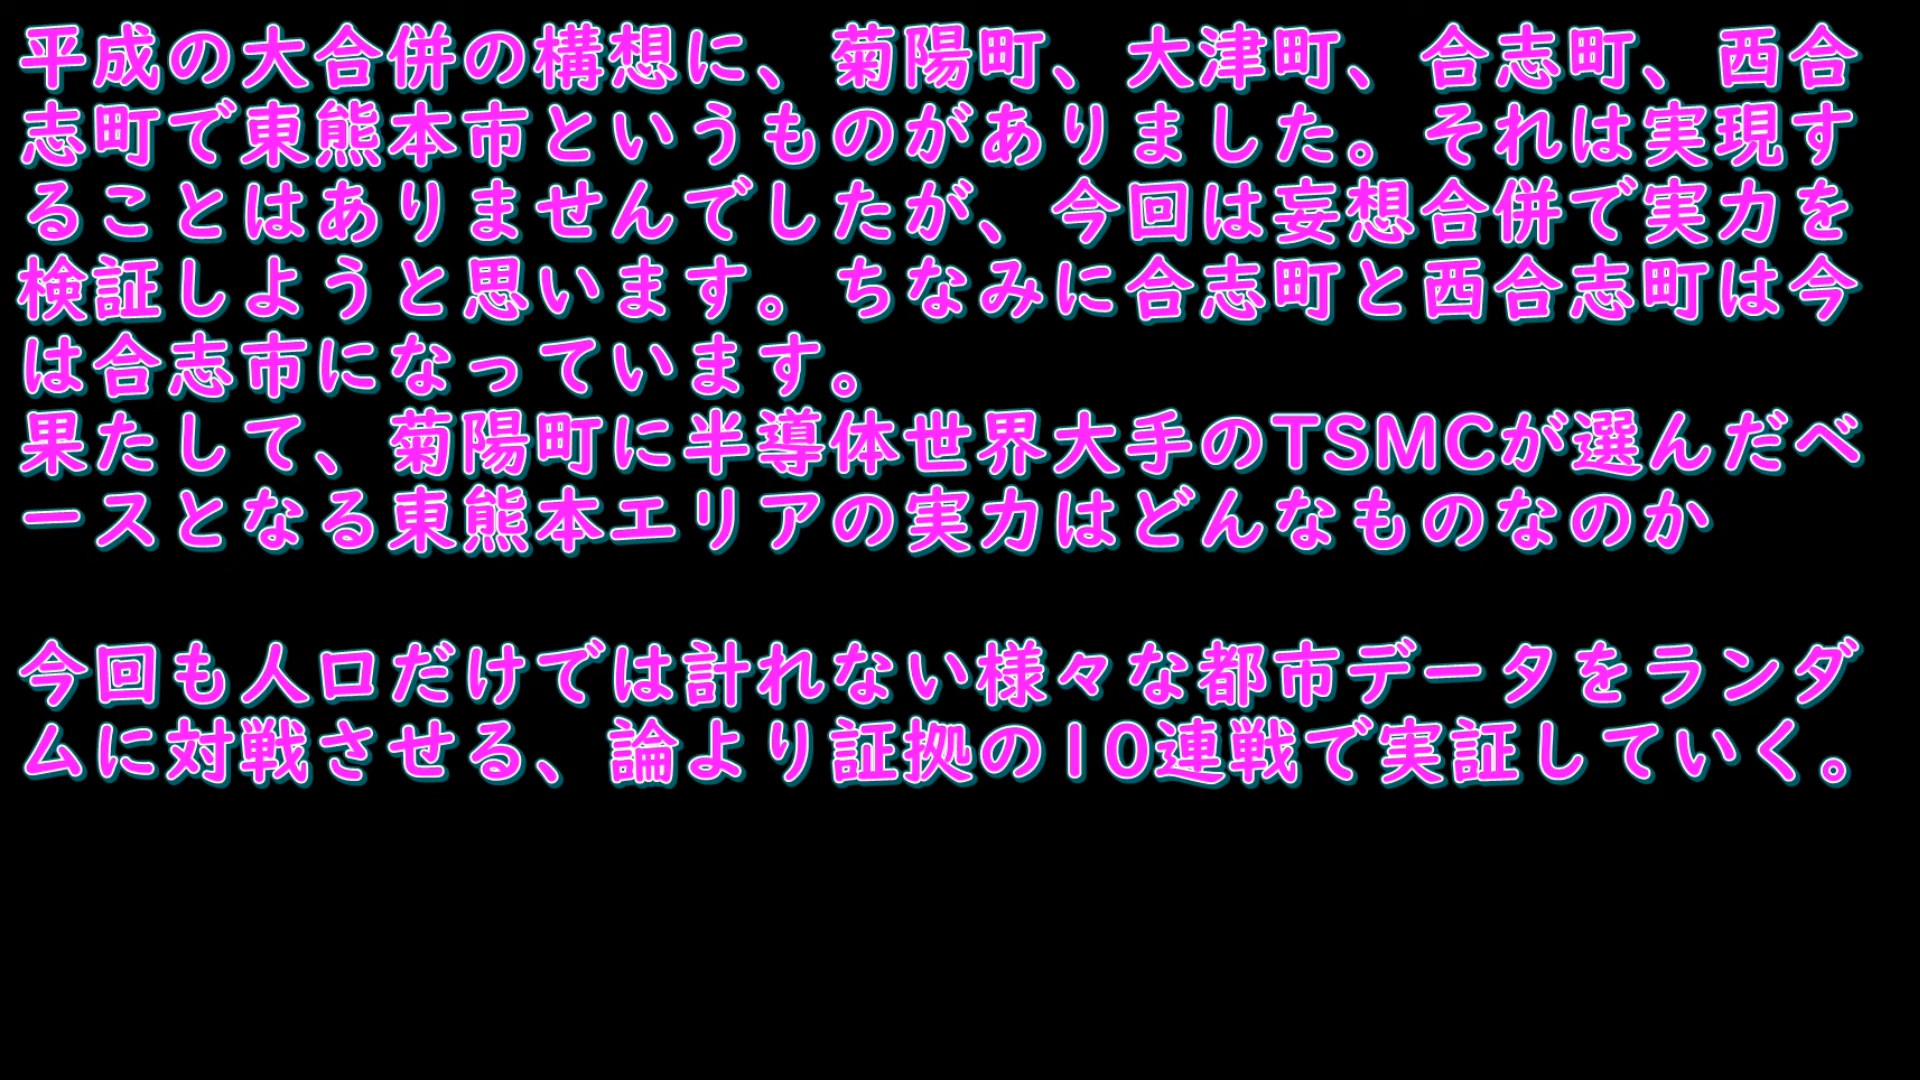 平成の大合併の構想に、菊陽町、大津町、合志町、西合
志町で東熊本市というものがありました。それは実現す
ることはありませんでしたが、今回は妄想合併で実力を
検証しようと思います。ちなみに合志町と西合志町は今
は合志市になっています。
果たして、菊陽町に半導体世界大手のTSMCが選んだベ
ースとなる東熊本エリアの実力はどんなものなのか
今回も人口だけでは計れない様々な都市データをランダ
ムに対戦させる、論より証拠の10連戦で実証していく。